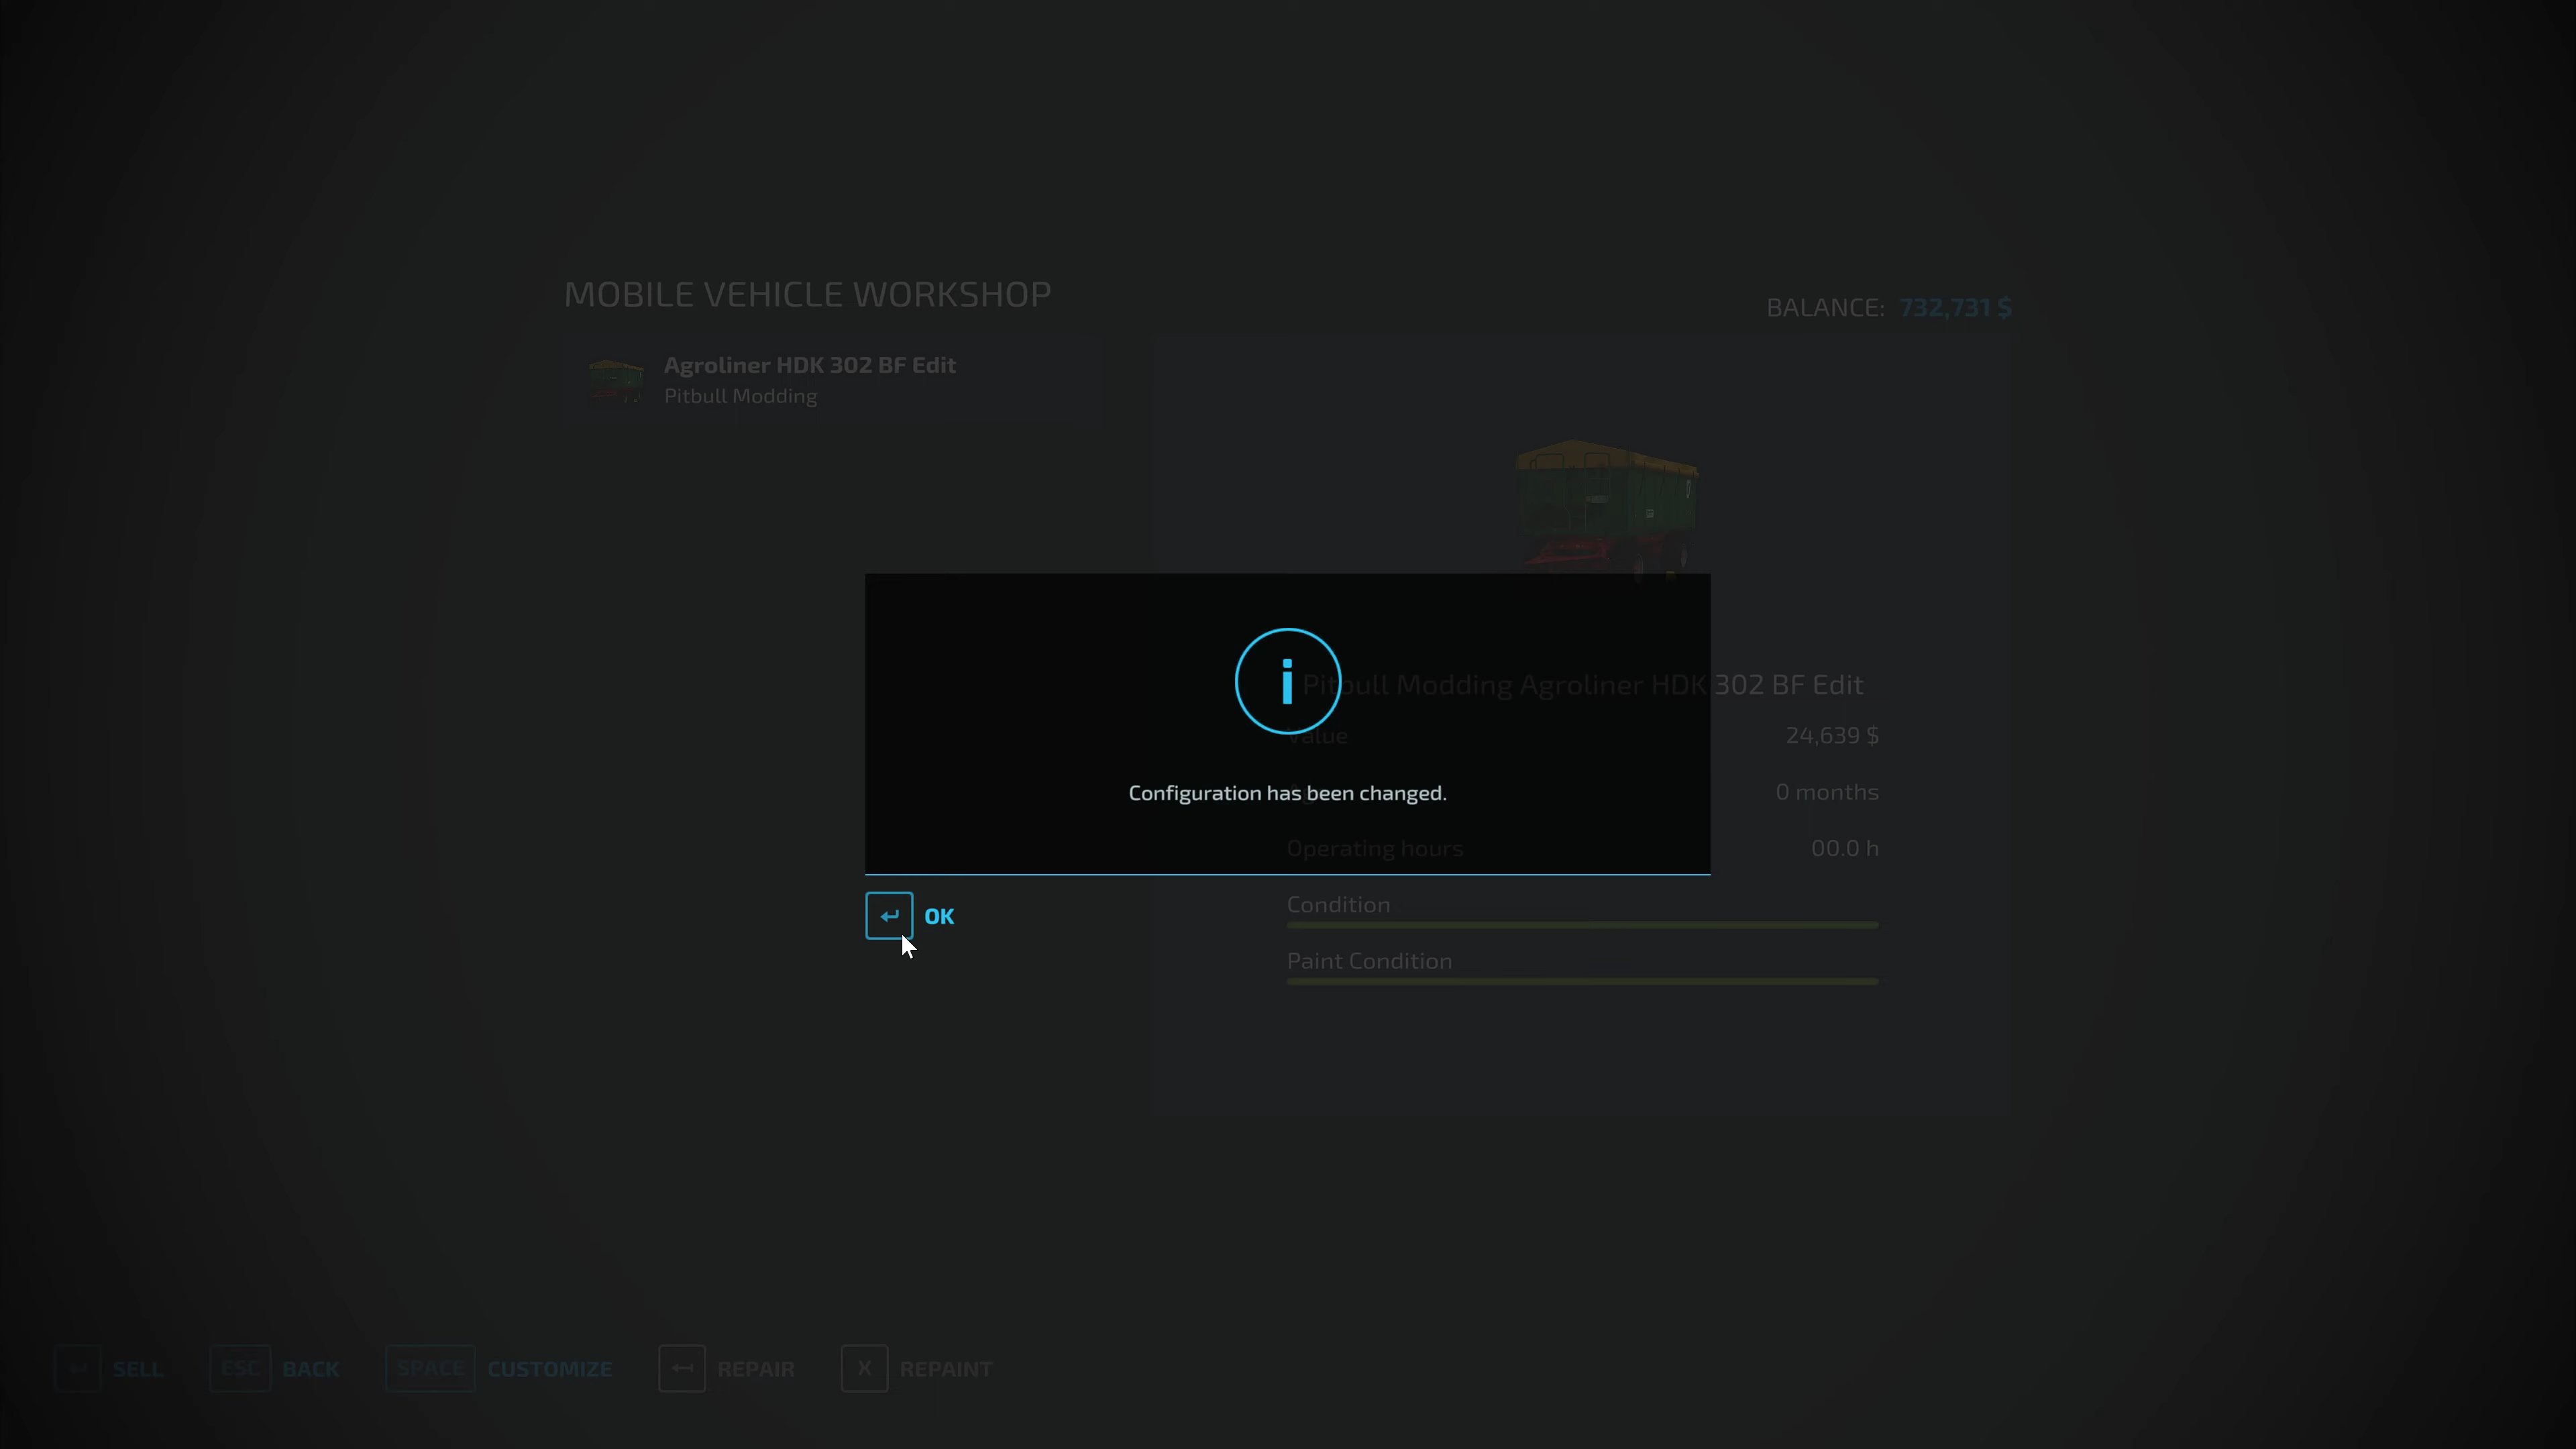 MOBILE VEHICLE WORKSHOP
BALANCE: 732,731 $
Agroliner HDK 302 BF Edit
Pitbull Modding
i
Pitbull Modding Agroliner HDK 302 BF Edit
Value 24,639 $
Configuration has been changed.
0 months
Operating hours 00.0 h
Condition
OK
Paint Condition
SELL ESC BACK SPACE CUSTOMIZE REPAIR X REPAINT